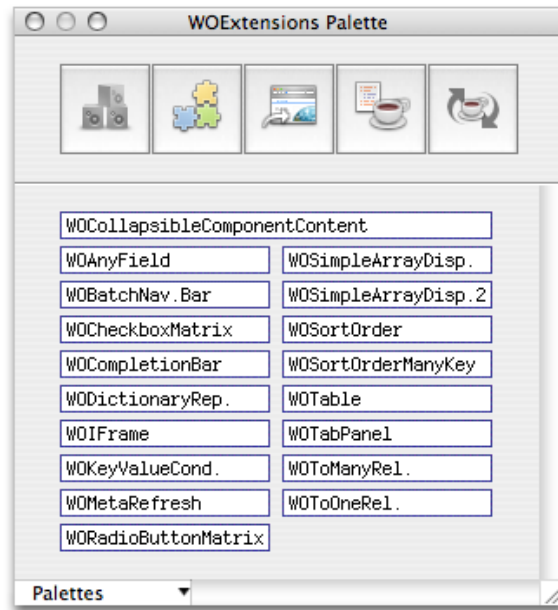 WOExtensions Palette
WOCollapsibleComponentContent
WOAnyField WOSimpleArrayDisp.
WOBatchNav.Bar WOSimpleArrayDisp.2
WOCheckboxMatrix WOSortOrder
WOCompletionBar WOSortOrderManyKey
WODictionaryRep. WOTable
WOIFrame WOTabPanel
WOKeyValueCond. WOToManyRel.
WOMetaRefresh WOToOneRel.
WORadioButtonMatrix
Palettes